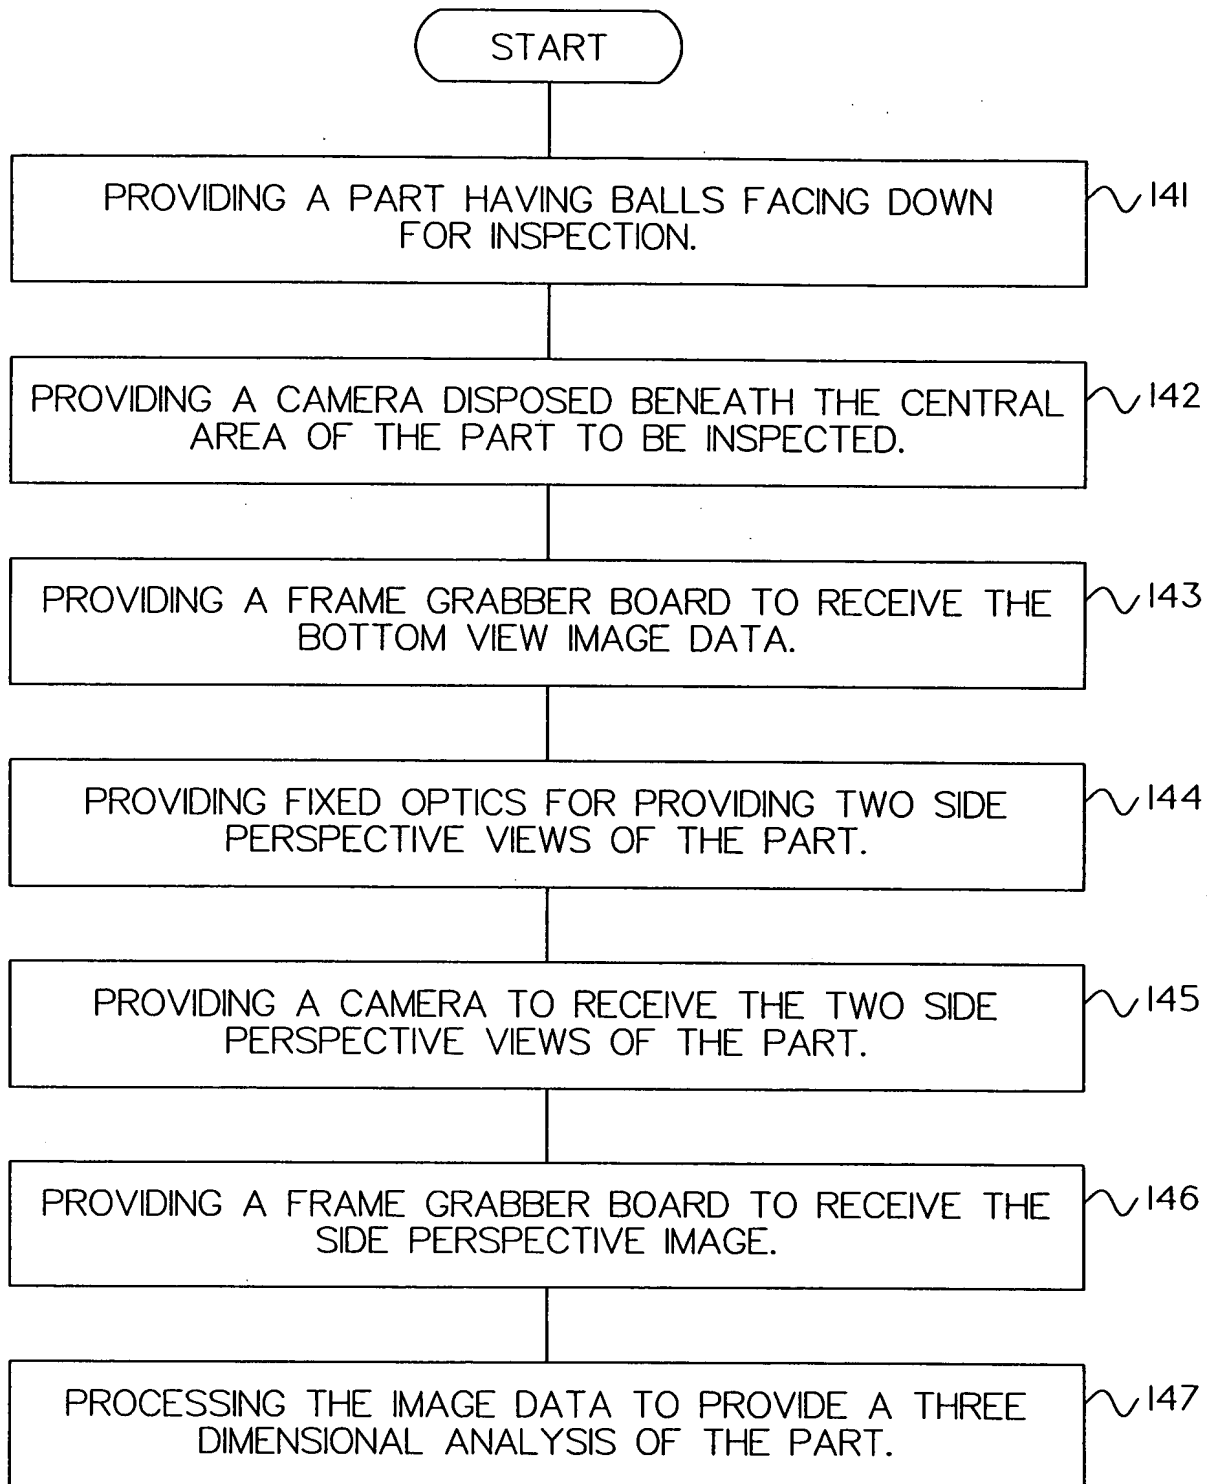 START
PROVIDING A PART HAVING BALLS FACING DOWN
FOR INSPECTION.
141
PROVIDING A CAMERA DISPOSED BENEATH THE CENTRAL
AREA OF THE PART TO BE INSPECTED.
142
PROVIDING A FRAME GRABBER BOARD TO RECEIVE THE
BOTTOM VIEW IMAGE DATA.
143
PROVIDING FIXED OPTICS FOR PROVIDING TWO SIDE
PERSPECTIVE VIEWS OF THE PART.
144
PROVIDING A CAMERA TO RECEIVE THE TWO SIDE
PERSPECTIVE VIEWS OF THE PART.
145
PROVIDING A FRAME GRABBER BOARD TO RECEIVE THE
SIDE PERSPECTIVE IMAGE.
146
PROCESSING THE IMAGE DATA TO PROVIDE A THREE
DIMENSIONAL ANALYSIS OF THE PART.
147